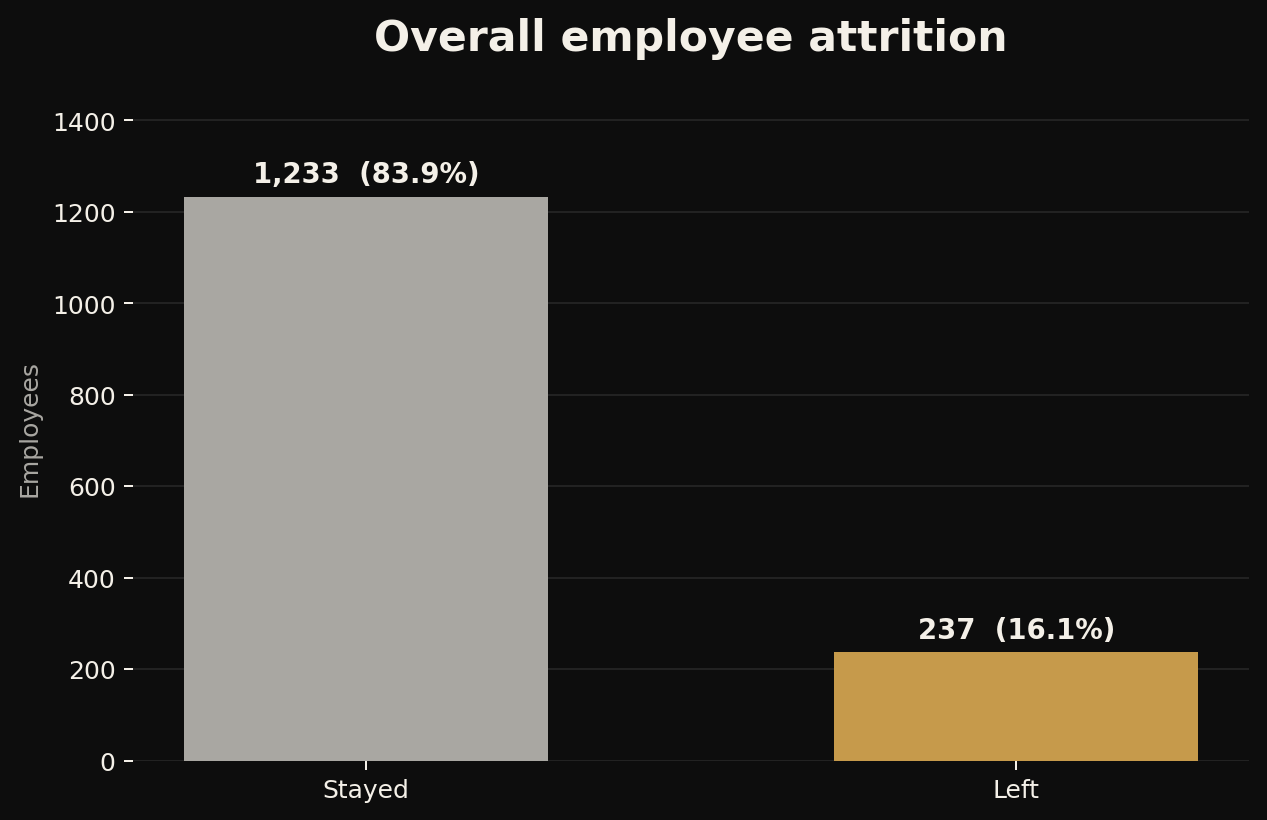 Overall employee attrition
1400
1200
1000
800
600
400
200
0
Employees
1,233 (83.9%)
237 (16.1%)
Stayed
Left